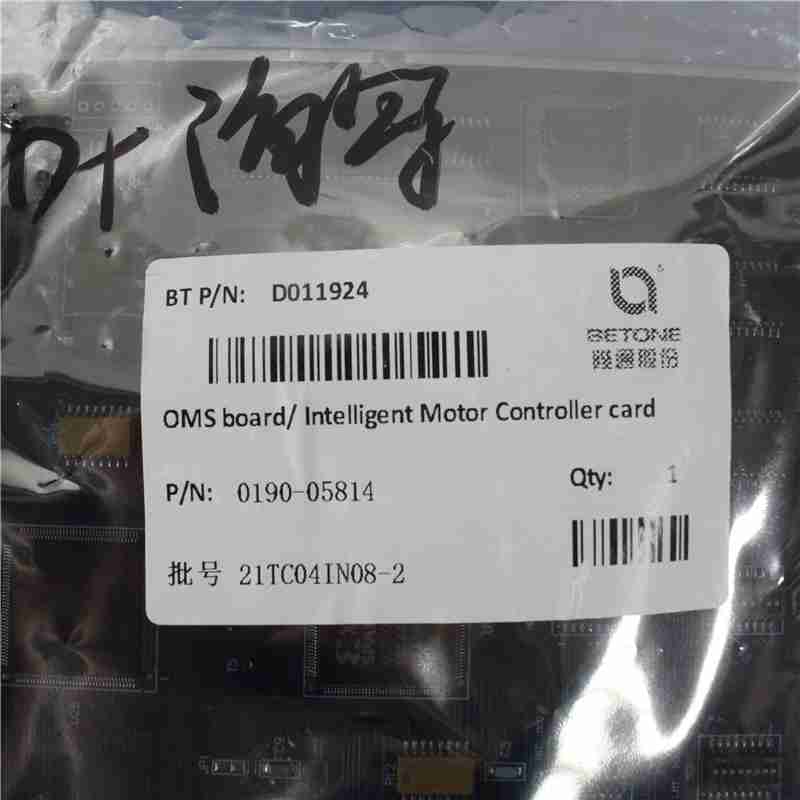 BT P/N: D011924
BETONE
OMS board/ Intelligent Motor Controller card
P/N: 0190-05814
Qty: 1
批号 21TC04IN08-2